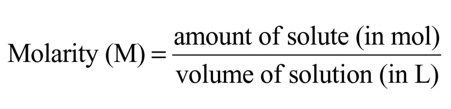 Molarity (M) = amount of solute (in mol)
volume of solution (in L)